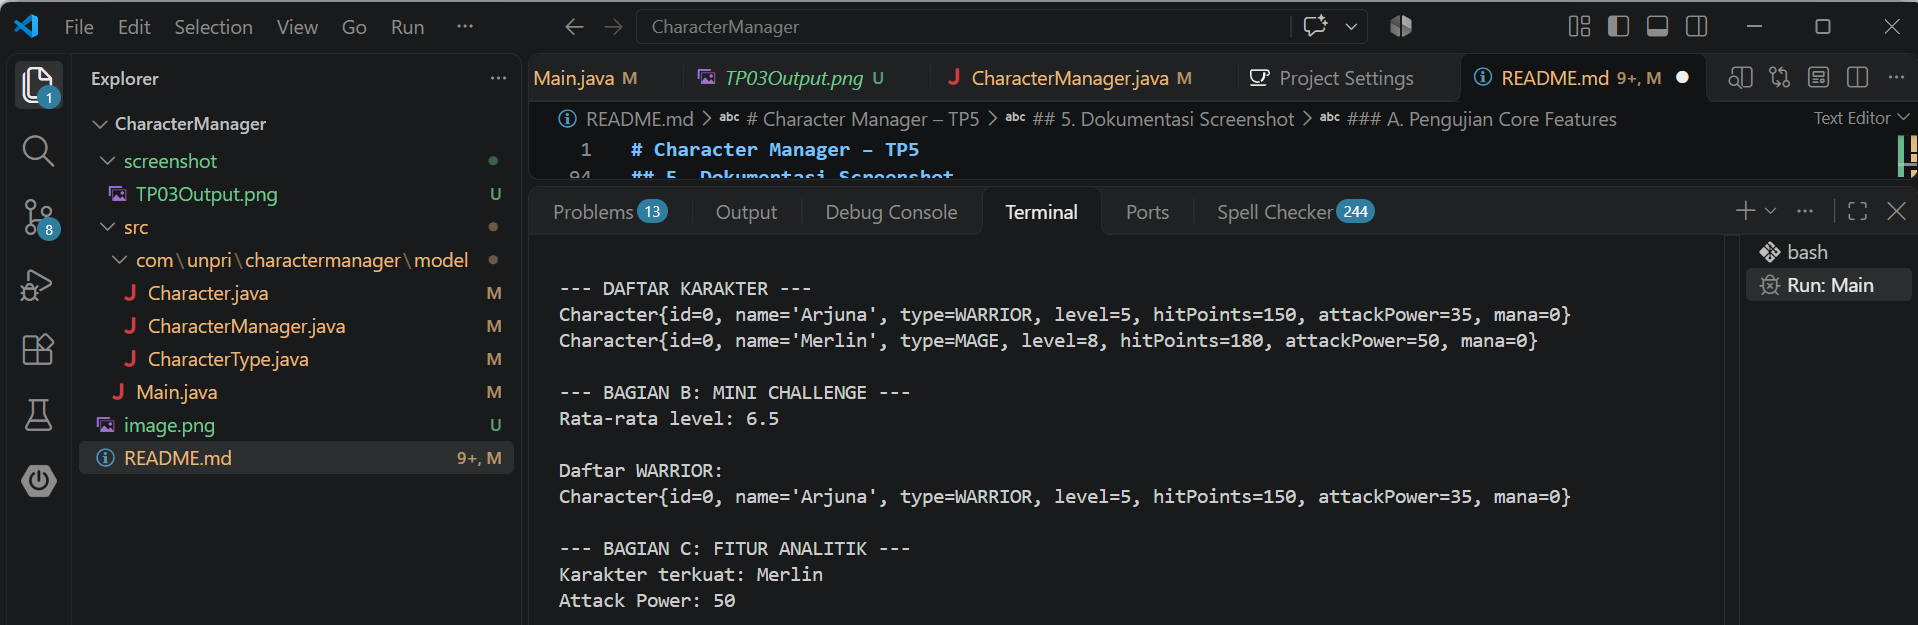 File Edit Selection View Go Run ··· CharacterManager
Explorer ···
CharacterManager
screenshot
TP03Output.png U
src
com\unpri\charactermanager\model
Character.java M
CharacterManager.java M
CharacterType.java M
Main.java M
image.png U
README.md 9+, M
1
8
Main.java M TP03Output.png U CharacterManager.java M Project Settings README.md 9+, M ···
README.md > abc # Character Manager – TP5 > abc ## 5. Dokumentasi Screenshot > abc ### A. Pengujian Core Features Text Editor
1 # Character Manager – TP5
94 ## 5. Dokumentasi Screenshot
Problems 13 Output Debug Console Terminal Ports Spell Checker 244 ···
--- DAFTAR KARAKTER ---
Character{id=0, name='Arjuna', type=WARRIOR, level=5, hitPoints=150, attackPower=35, mana=0}
Character{id=0, name='Merlin', type=MAGE, level=8, hitPoints=180, attackPower=50, mana=0}
--- BAGIAN B: MINI CHALLENGE ---
Rata-rata level: 6.5
Daftar WARRIOR:
Character{id=0, name='Arjuna', type=WARRIOR, level=5, hitPoints=150, attackPower=35, mana=0}
--- BAGIAN C: FITUR ANALITIK ---
Karakter terkuat: Merlin
Attack Power: 50
bash
Run: Main